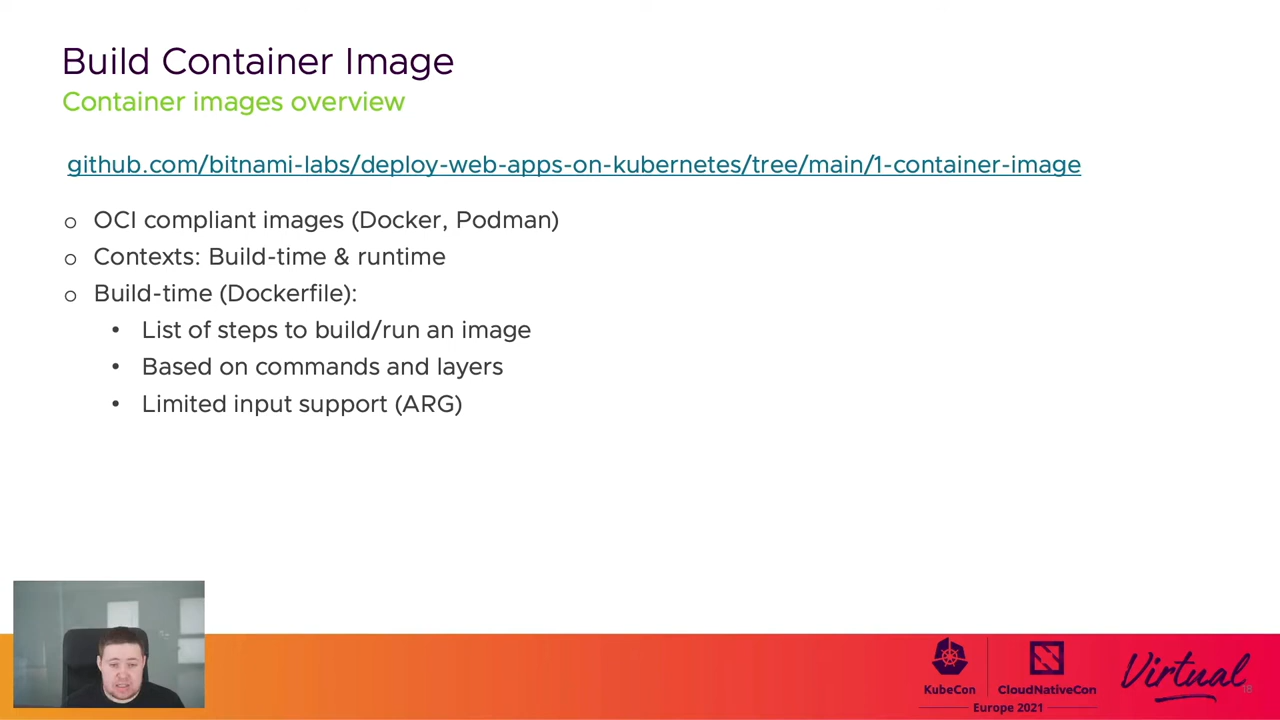 Build Container Image
Container images overview
github.com/bitnami-labs/deploy-web-apps-on-kubernetes/tree/main/1-container-image
o OCI compliant images (Docker, Podman)
o Contexts: Build-time & runtime
o Build-time (Dockerfile):
• List of steps to build/run an image
• Based on commands and layers
• Limited input support (ARG)
KubeCon
CloudNativeCon
Europe 2021
Virtual
18